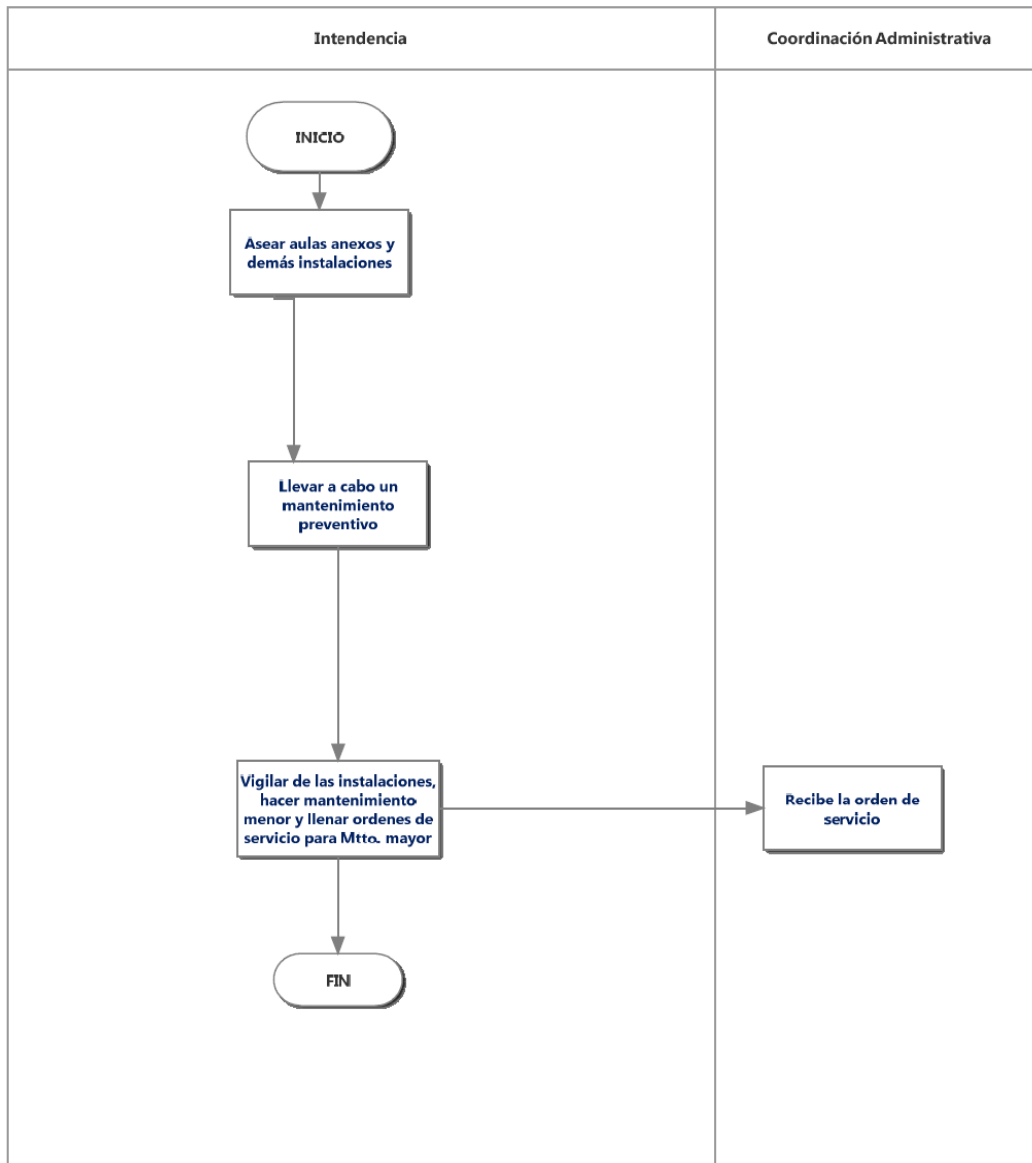 Intendencia
Coordinación Administrativa
INICIO
Asear aulas anexos y
demás instalaciones
Llevar a cabo un
mantenimiento
preventivo
Vigilar de las instalaciones,
hacer mantenimiento
menor y llenar ordenes de
servicio para Mtto. mayor
Recibe la orden de
servicio
FIN